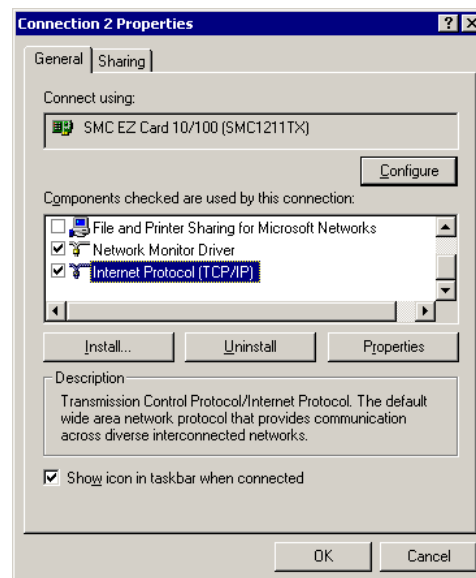 Connection 2 Properties
General Sharing
Connect using:
SMC EZ Card 10/100 (SMC1211TX)
Configure
Components checked are used by this connection:
File and Printer Sharing for Microsoft Networks
Network Monitor Driver
Internet Protocol (TCP/IP)
Install... Uninstall Properties
Description
Transmission Control Protocol/Internet Protocol. The default
wide area network protocol that provides communication
across diverse interconnected networks.
Show icon in taskbar when connected
OK Cancel